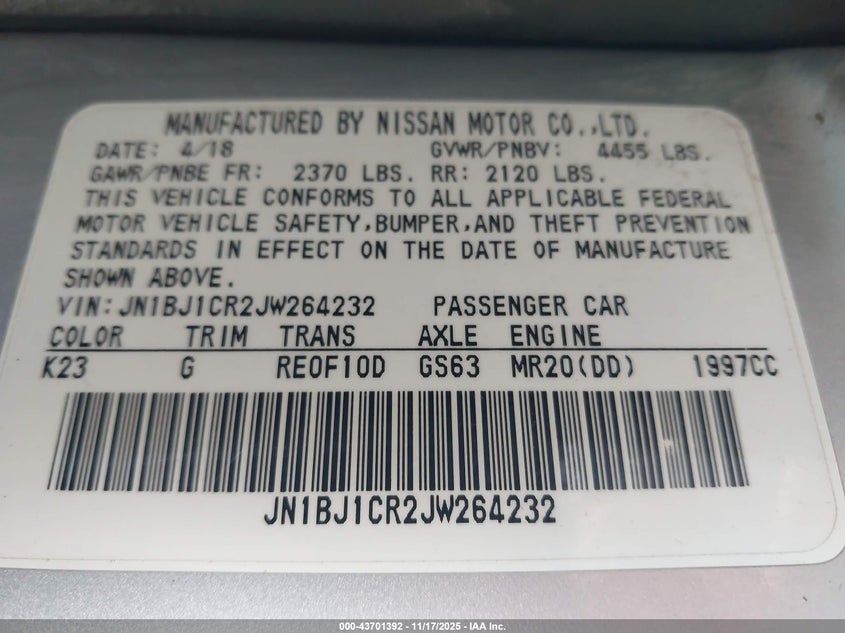 MANUFACTURED BY NISSAN MOTOR CO.,LTD.
DATE: 4/18 GVWR/PNBV: 4455 LBS.
GAWR/PNBE FR: 2370 LBS. RR: 2120 LBS.
THIS VEHICLE CONFORMS TO ALL APPLICABLE FEDERAL
MOTOR VEHICLE SAFETY,BUMPER,AND THEFT PREVENTION
STANDARDS IN EFFECT ON THE DATE OF MANUFACTURE
SHOWN ABOVE.
VIN:JN1BJ1CR2JW264232 PASSENGER CAR
COLOR TRIM TRANS AXLE ENGINE
K23 G RE0F10D GS63 MR20(DD) 1997CC
JN1BJ1CR2JW264232
000-43701392 - 11/17/2025 - IAA Inc.